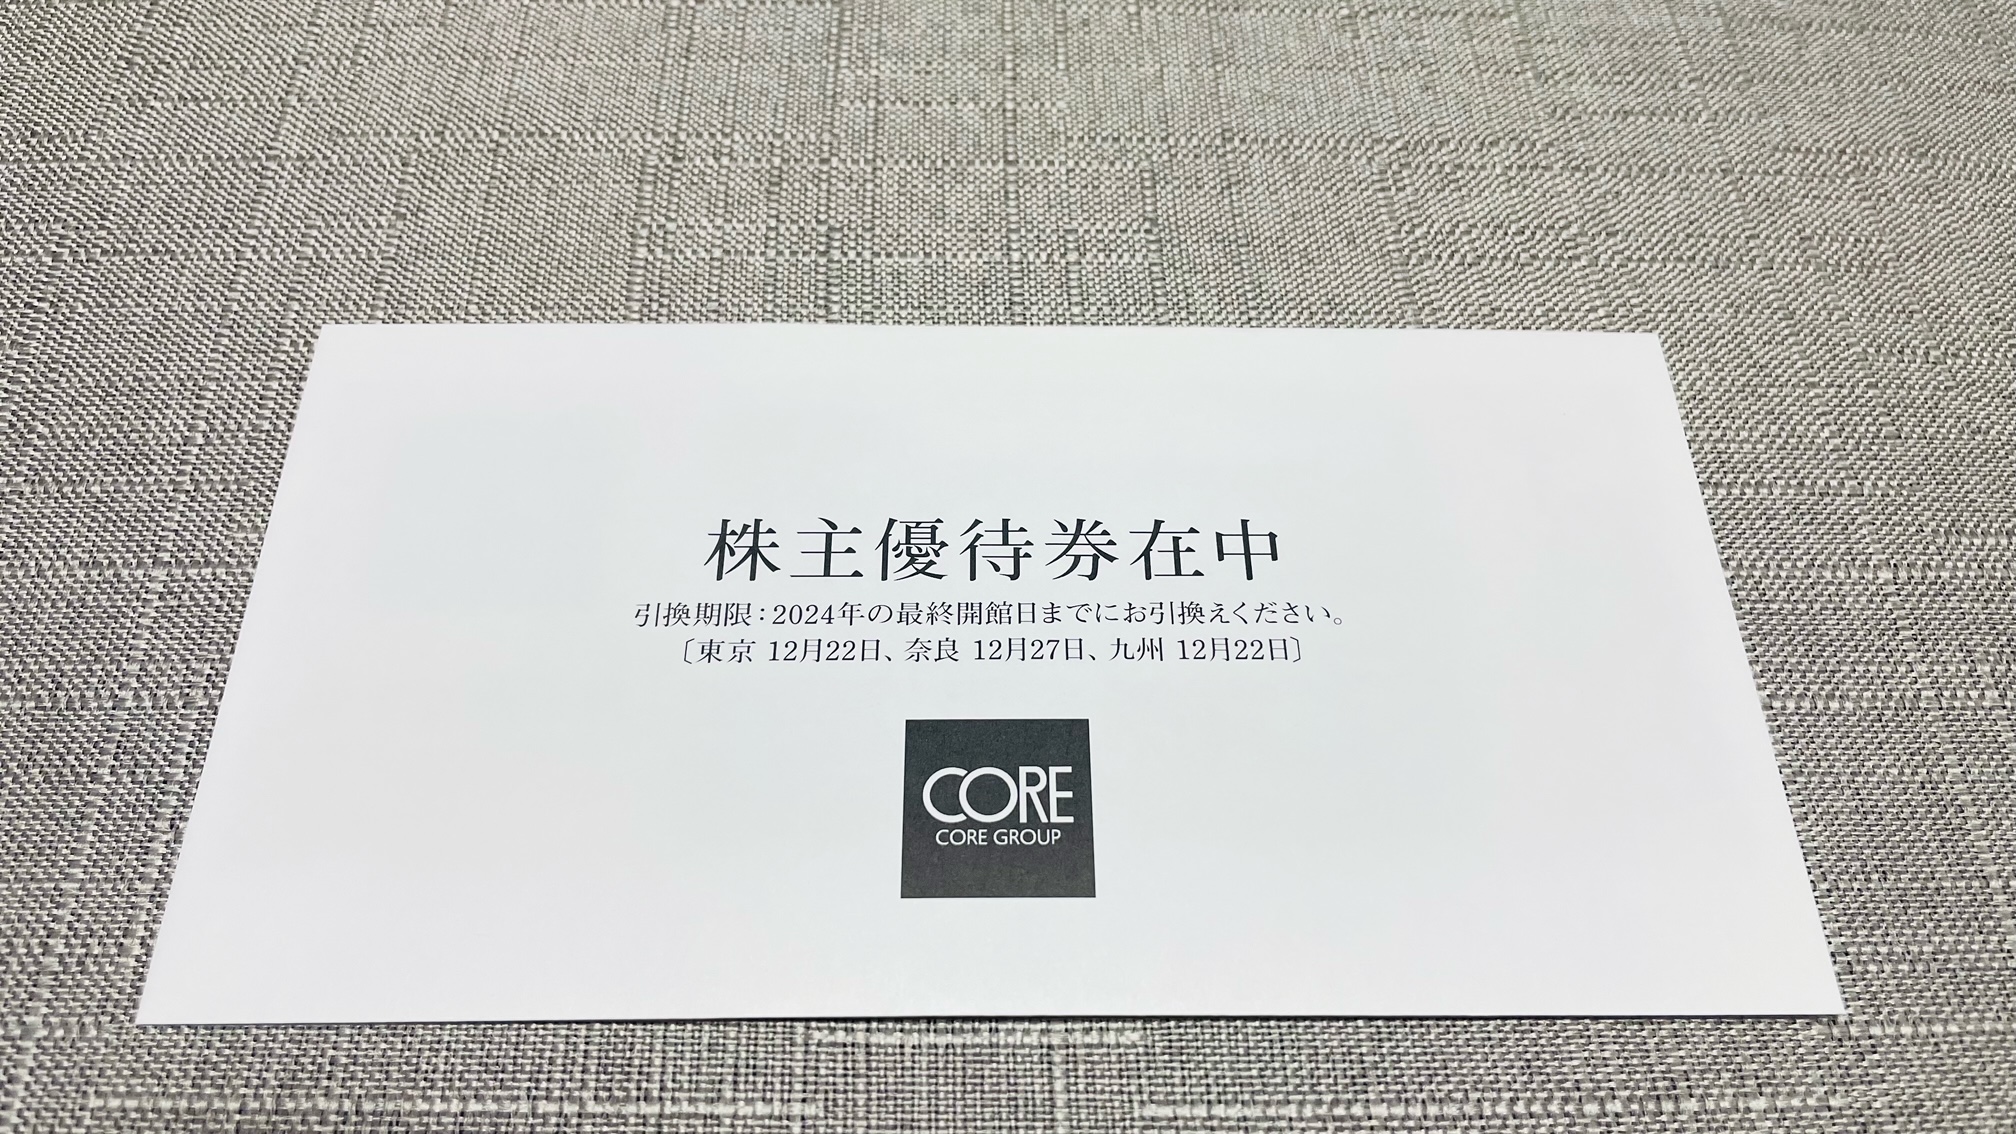 株主優待券在中
引換期限：2024年の最終開館日までにお引換えください。
〔東京 12月22日、奈良 12月27日、九州 12月22日〕
CORE
CORE GROUP